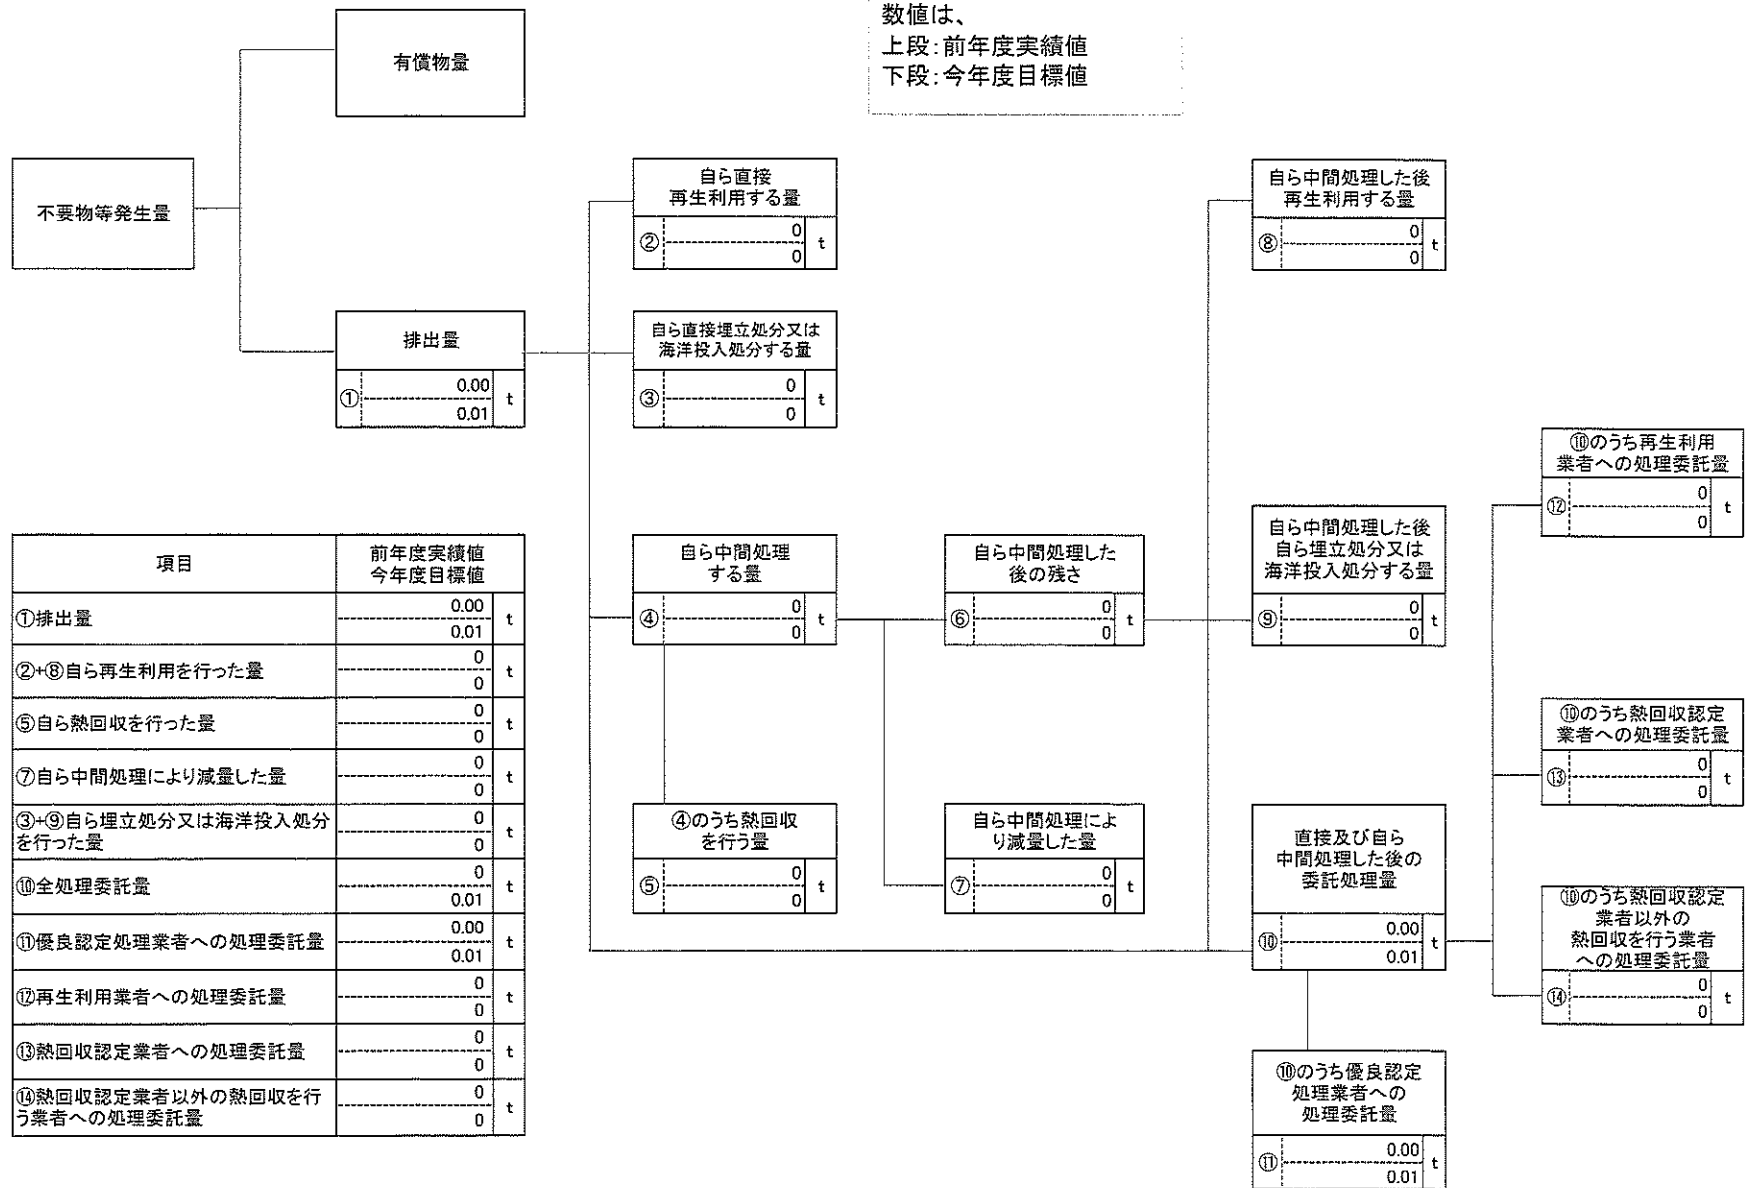 数値は、
上段：前年度実績値
下段：今年度目標値
有償物量
不要物等発生量
排出量
①
0.00
0.01
t
自ら直接
再生利用する量
②
0
0
t
自ら直接埋立処分又は
海洋投入処分する量
③
0
0
t
自ら中間処理
する量
④
0
0
t
④のうち熱回収
を行う量
⑤
0
0
t
自ら中間処理した
後の残さ
⑥
0
0
t
自ら中間処理によ
り減量した量
⑦
0
0
t
自ら中間処理した後
再生利用する量
⑧
0
0
t
自ら中間処理した後
自ら埋立処分又は
海洋投入処分する量
⑨
0
0
t
直接及び自ら
中間処理した後の
委託処理量
⑩
0.00
0.01
t
⑩のうち優良認定
処理業者への
処理委託量
⑪
0.00
0.01
t
⑩のうち再生利用
業者への処理委託量
⑫
0
0
t
⑩のうち熱回収認定
業者への処理委託量
⑬
0
0
t
⑩のうち熱回収認定
業者以外の
熱回収を行う業者
への処理委託量
⑭
0
0
t
項目
前年度実績値
今年度目標値
①排出量
0.00
0.01
t
②+⑧自ら再生利用を行った量
0
0
t
⑤自ら熱回収を行った量
0
0
t
⑦自ら中間処理により減量した量
0
0
t
③+⑨自ら埋立処分又は海洋投入処分
を行った量
0
0
t
⑩全処理委託量
0
0.01
t
⑪優良認定処理業者への処理委託量
0.00
0.01
t
⑫再生利用業者への処理委託量
0
0
t
⑬熱回収認定業者への処理委託量
0
0
t
⑭熱回収認定業者以外の熱回収を行
う業者への処理委託量
0
0
t